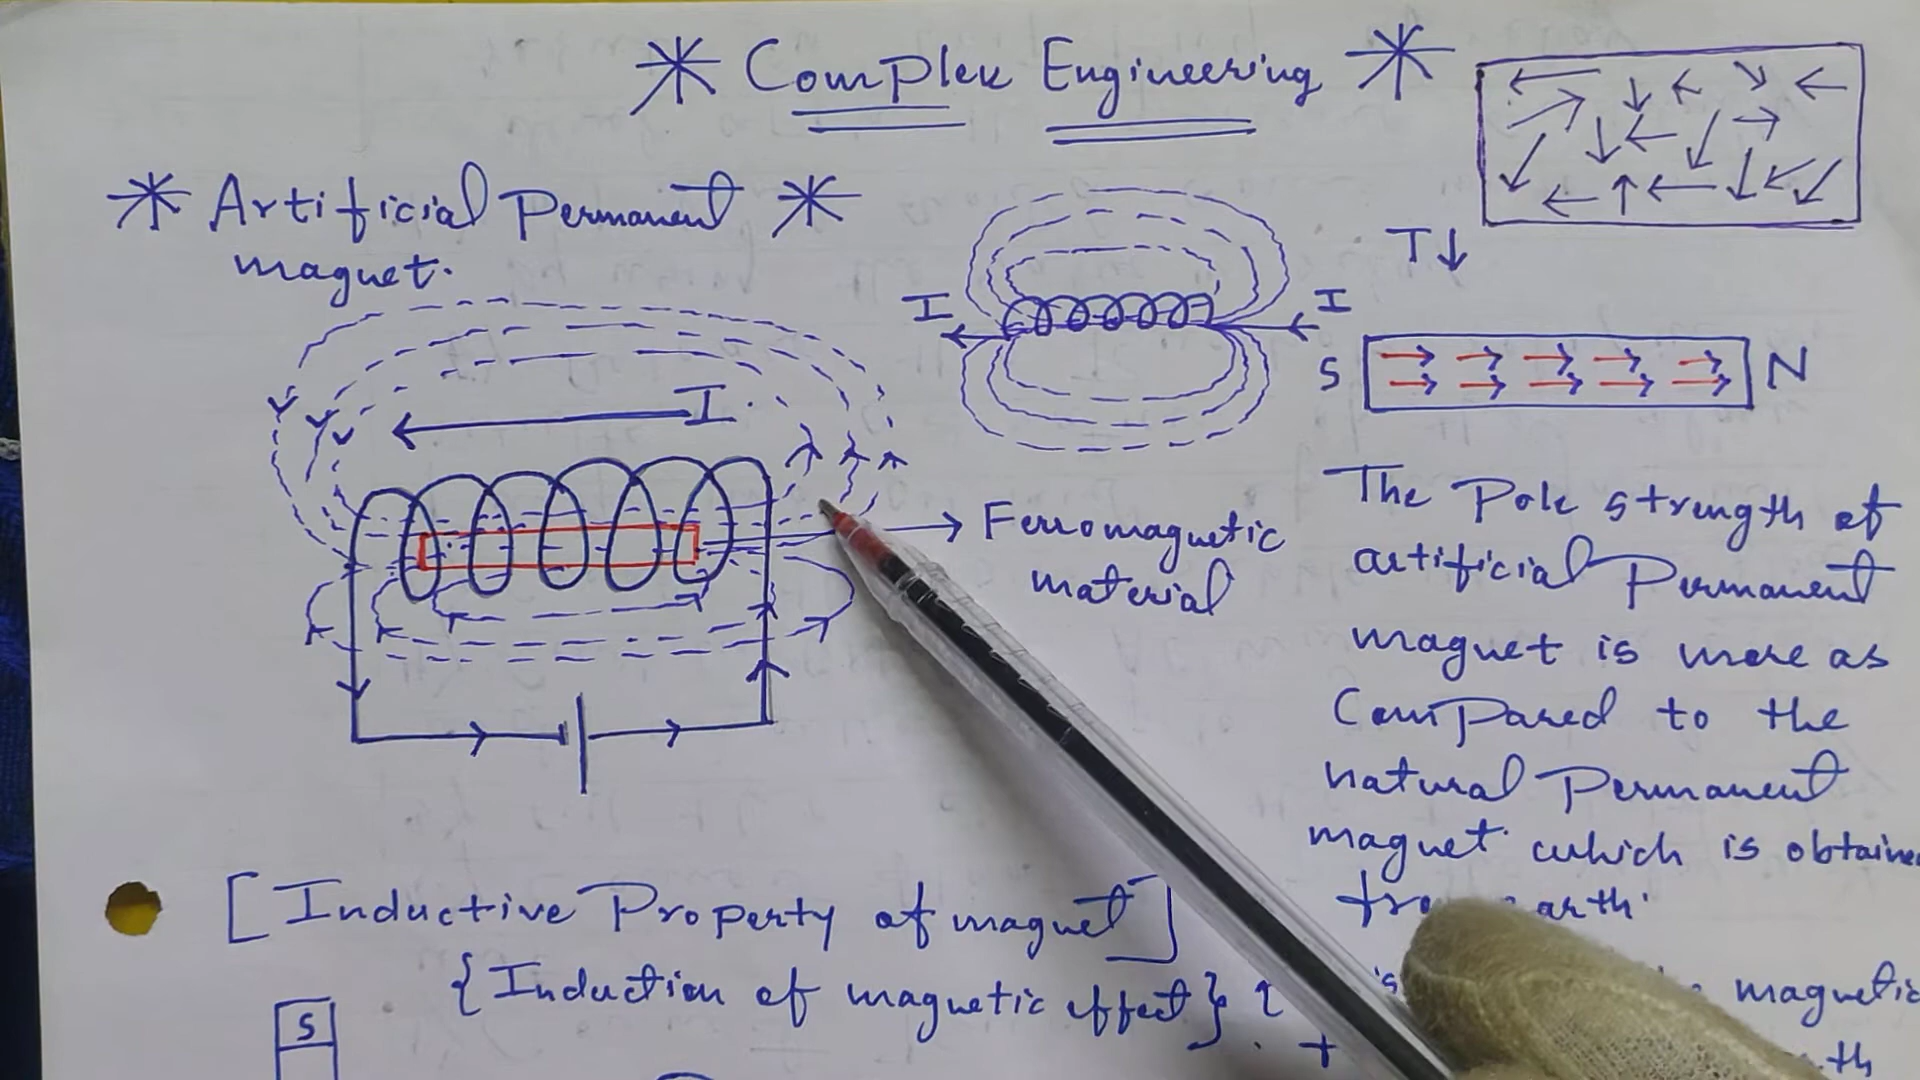 * Complex Engineering *
* Artificial Permanent *
magnet.
T↓
I
I
S
N
I
Ferromagnetic
material
The Pole strength of
artificial Permanent
magnet is more as
Compared to the
natural Permanent
magnet which is obtained
[Inductive Property of magnet]
{Induction of magnetic effect}
magnetic
S